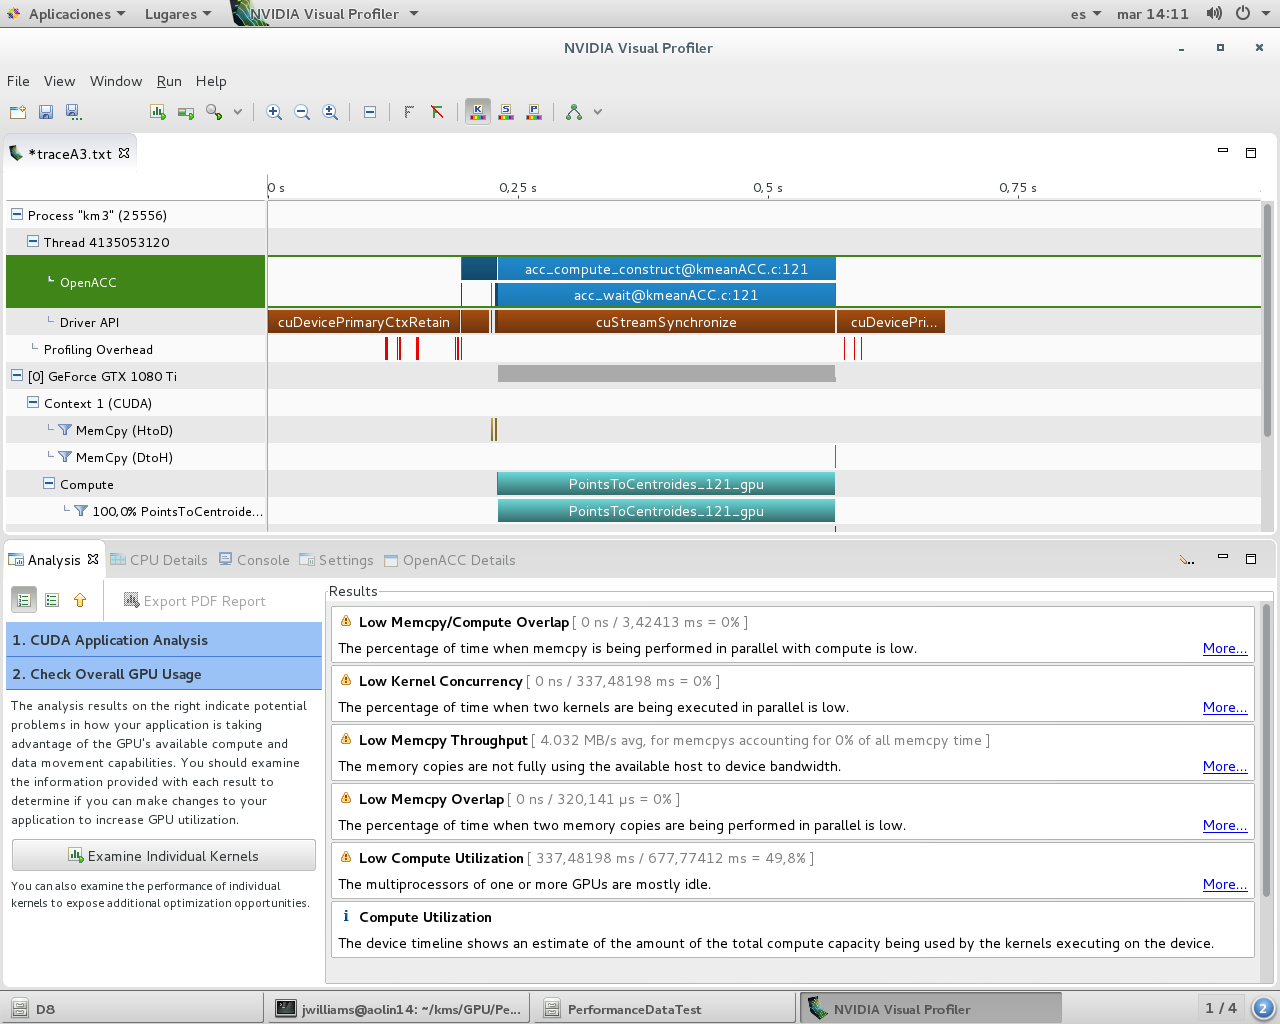 Aplicaciones Lugares NVIDIA Visual Profiler es mar 14:11
NVIDIA Visual Profiler
File View Window Run Help
K S P
*traceA3.txt
0 s 0,25 s 0,5 s 0,75 s
Process "km3" (25556)
Thread 4135053120
OpenACC
acc_compute_construct@kmeanACC.c:121
acc_wait@kmeanACC.c:121
Driver API cuDevicePrimaryCtxRetain cuStreamSynchronize cuDevicePri...
Profiling Overhead
[0] GeForce GTX 1080 Ti
Context 1 (CUDA)
MemCpy (HtoD)
MemCpy (DtoH)
Compute PointsToCentroides_121_gpu
100,0% PointsToCentroide... PointsToCentroides_121_gpu
Analysis CPU Details Console Settings OpenACC Details
Export PDF Report
1. CUDA Application Analysis
2. Check Overall GPU Usage
The analysis results on the right indicate potential
problems in how your application is taking
advantage of the GPU's available compute and
data movement capabilities. You should examine
the information provided with each result to
determine if you can make changes to your
application to increase GPU utilization.
Examine Individual Kernels
You can also examine the performance of individual
kernels to expose additional optimization opportunities.
Results
Low Memcpy/Compute Overlap [ 0 ns / 3,42413 ms = 0% ]
The percentage of time when memcpy is being performed in parallel with compute is low. More...
Low Kernel Concurrency [ 0 ns / 337,48198 ms = 0% ]
The percentage of time when two kernels are being executed in parallel is low. More...
Low Memcpy Throughput [ 4.032 MB/s avg, for memcpys accounting for 0% of all memcpy time ]
The memory copies are not fully using the available host to device bandwidth. More...
Low Memcpy Overlap [ 0 ns / 320,141 µs = 0% ]
The percentage of time when two memory copies are being performed in parallel is low. More...
Low Compute Utilization [ 337,48198 ms / 677,77412 ms = 49,8% ]
The multiprocessors of one or more GPUs are mostly idle. More...
Compute Utilization
The device timeline shows an estimate of the amount of the total compute capacity being used by the kernels executing on the device.
D8 jwilliams@aolin14: ~/kms/GPU/Pe... PerformanceDataTest NVIDIA Visual Profiler 1 / 4 2